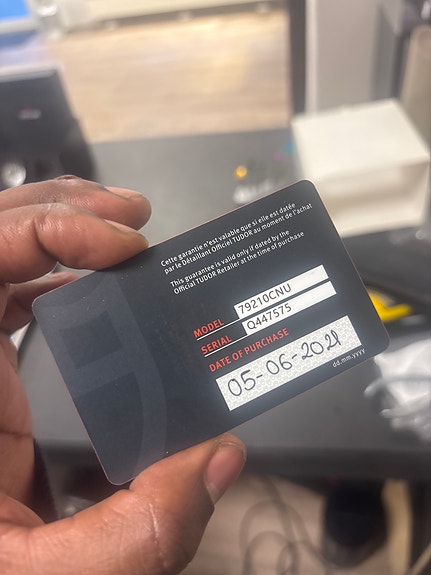 Cette garantie n'est valable que si elle est datée
par le Détaillant Officiel TUDOR au moment de l'achat
This guarantee is valid only if dated by the
Official TUDOR Retailer at the time of purchase
MODEL 79210CNU
SERIAL Q447575
DATE OF PURCHASE
05-06-2021
dd.mm.yyyy